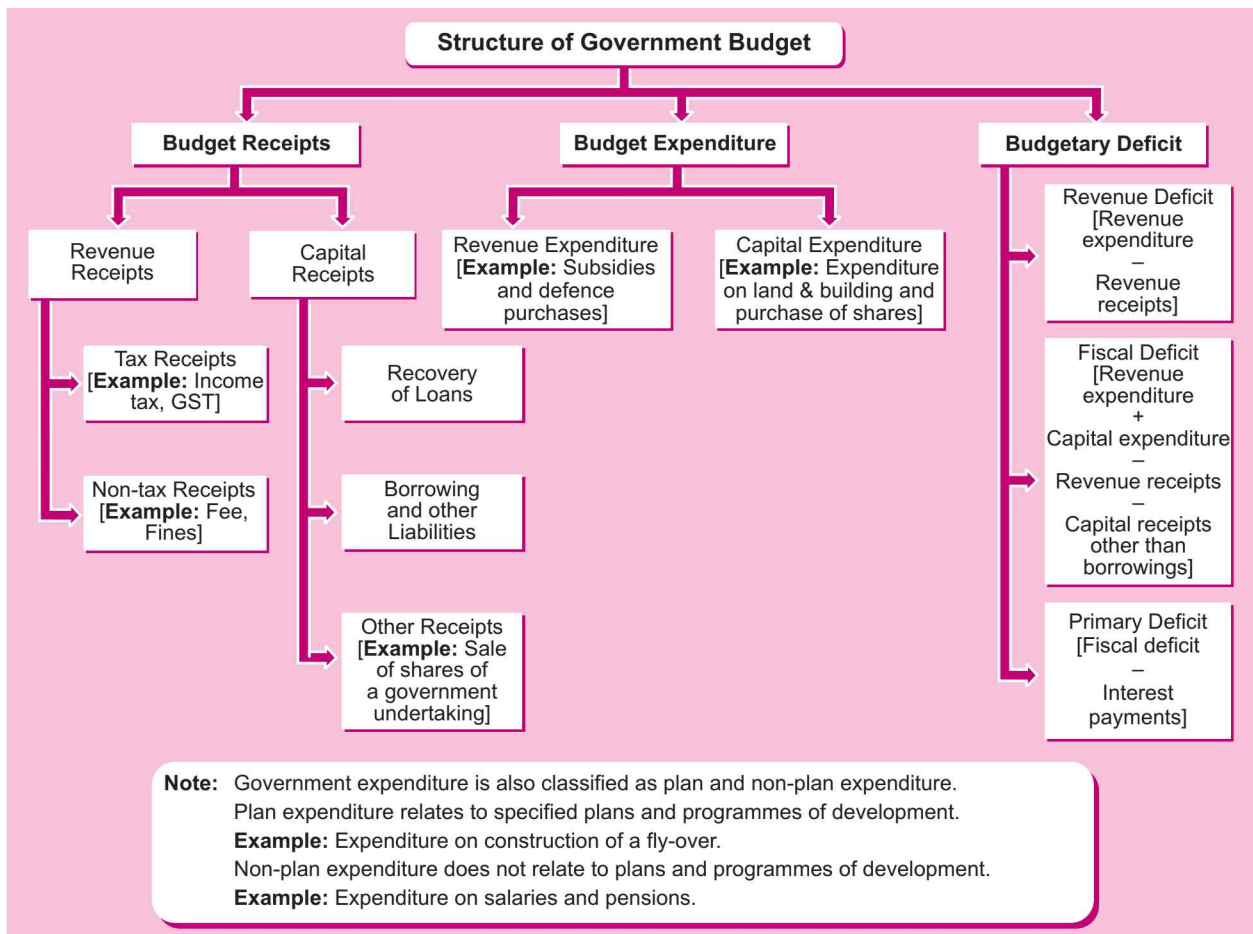 Structure of Government Budget
Budget Receipts
Budget Expenditure
Budgetary Deficit
Revenue
Receipts
Capital
Receipts
Revenue Expenditure
[Example: Subsidies
and defence
purchases]
Capital Expenditure
[Example: Expenditure
on land & building and
purchase of shares]
Revenue Deficit
[Revenue
expenditure
–
Revenue
receipts]
Tax Receipts
[Example: Income
tax, GST]
Recovery
of Loans
Fiscal Deficit
[Revenue
expenditure
+
Capital expenditure
–
Revenue receipts
–
Capital receipts
other than
borrowings]
Non-tax Receipts
[Example: Fee,
Fines]
Borrowing
and other
Liabilities
Other Receipts
[Example: Sale
of shares of
a government
undertaking]
Primary Deficit
[Fiscal deficit
–
Interest
payments]
Note: Government expenditure is also classified as plan and non-plan expenditure.
Plan expenditure relates to specified plans and programmes of development.
Example: Expenditure on construction of a fly-over.
Non-plan expenditure does not relate to plans and programmes of development.
Example: Expenditure on salaries and pensions.